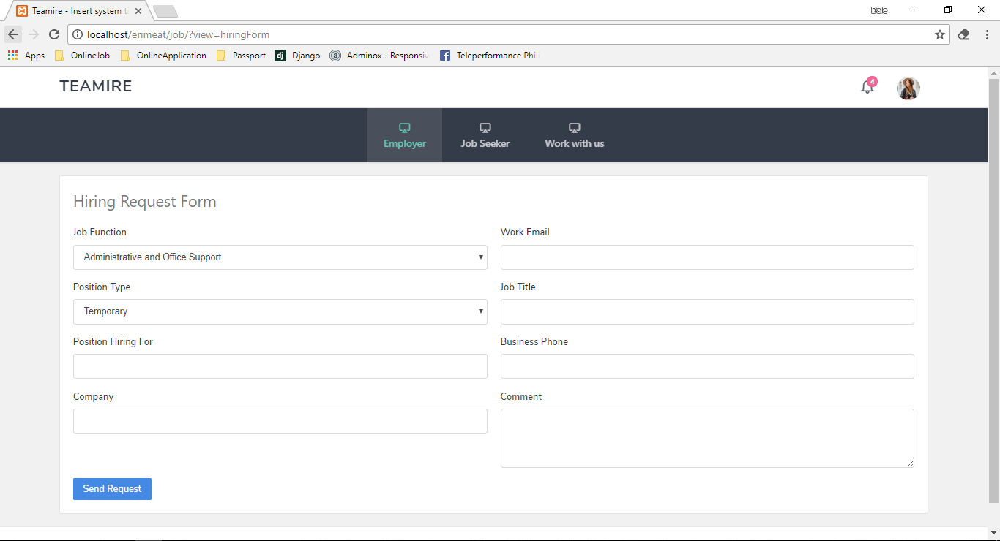 Teamire - Insert system t
Dale
localhost/erimeat/job/?view=hiringForm
Apps OnlineJob OnlineApplication Passport dj Django a Adminox - Responsiv Teleperformance Phil
TEAMIRE
4
Employer Job Seeker Work with us
Hiring Request Form
Job Function
Administrative and Office Support
Work Email
Position Type
Temporary
Job Title
Position Hiring For
Business Phone
Company
Comment
Send Request